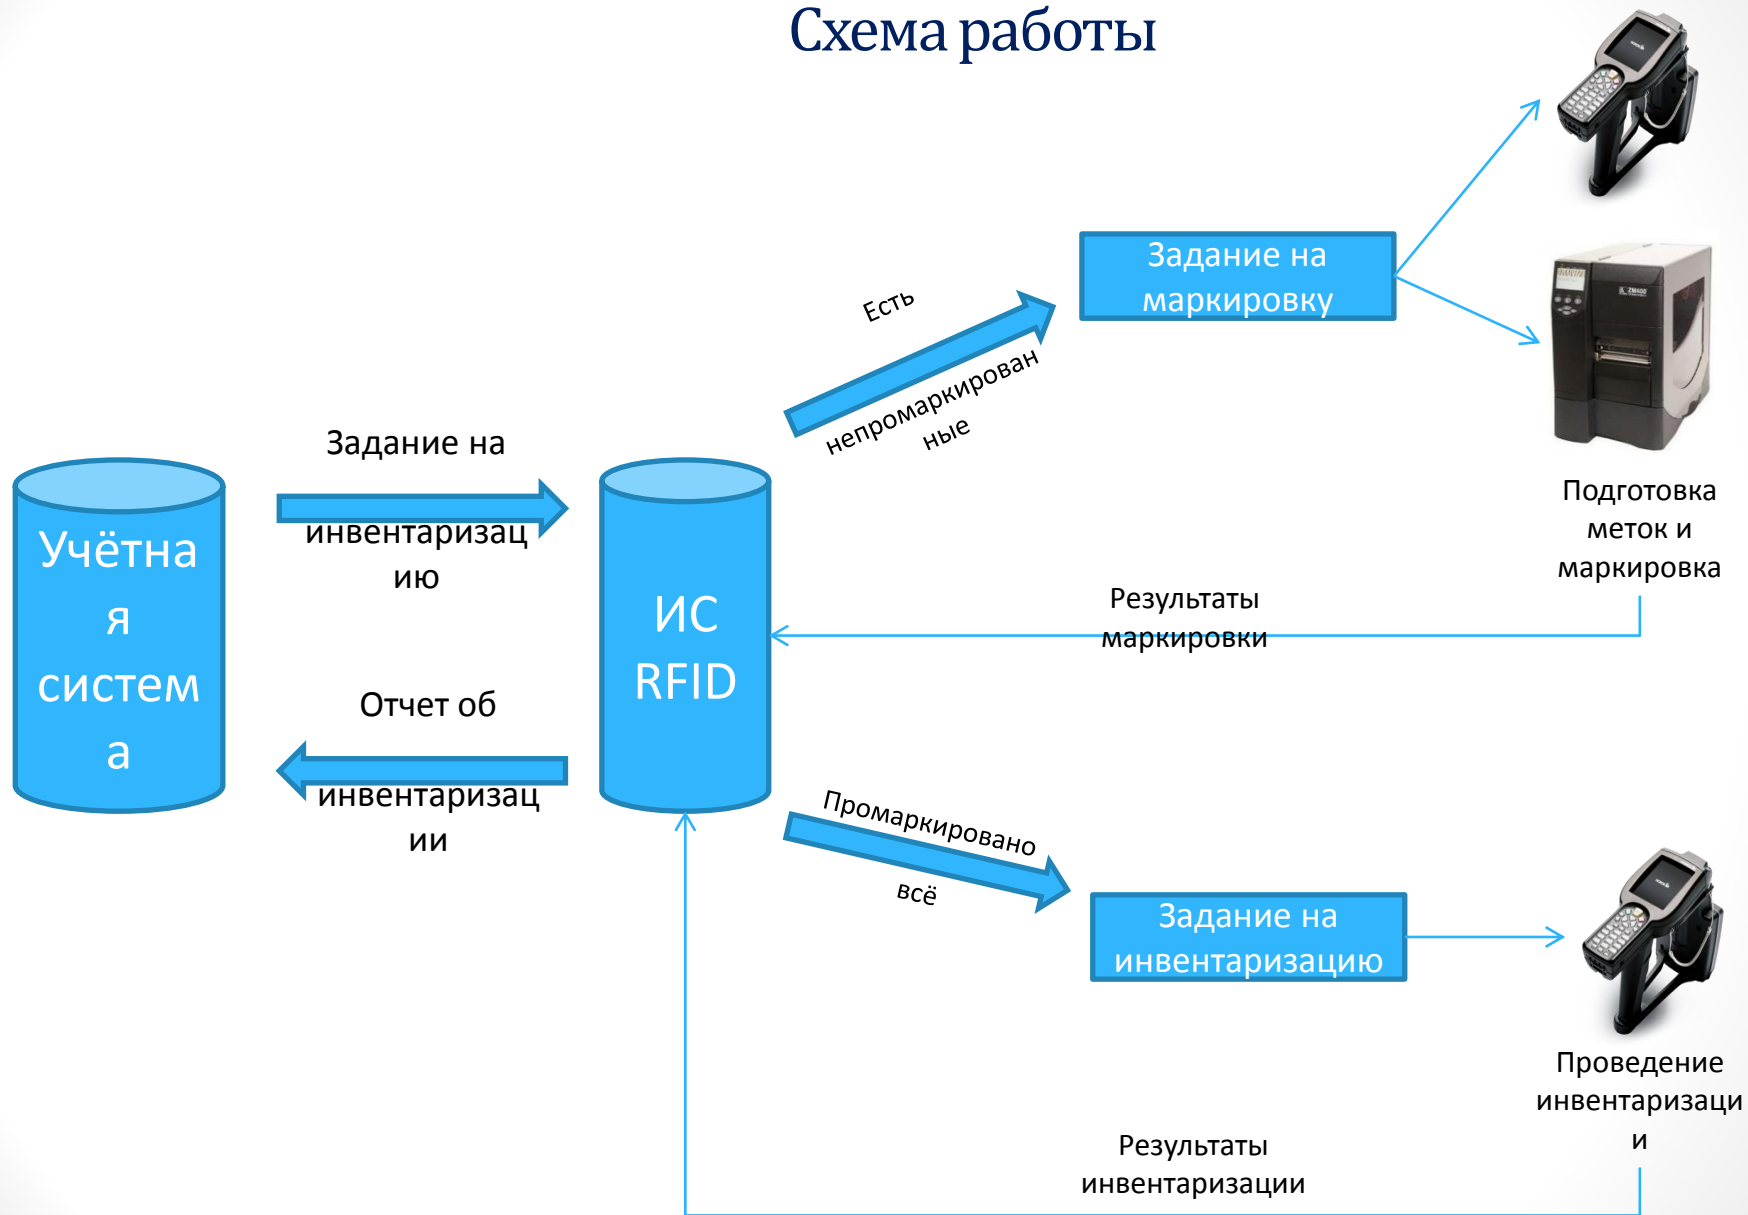 Схема работы
Есть
непромаркирован
ные
Задание на
маркировку
ZM400
Подготовка
меток и
маркировка
Задание на
инвентаризац
ию
Учётна
я
систем
а
ИС
RFID
Результаты
маркировки
Отчет об
инвентаризац
ии
Промаркировано
всё
Задание на
инвентаризацию
Проведение
инвентаризаци
и
Результаты
инвентаризации